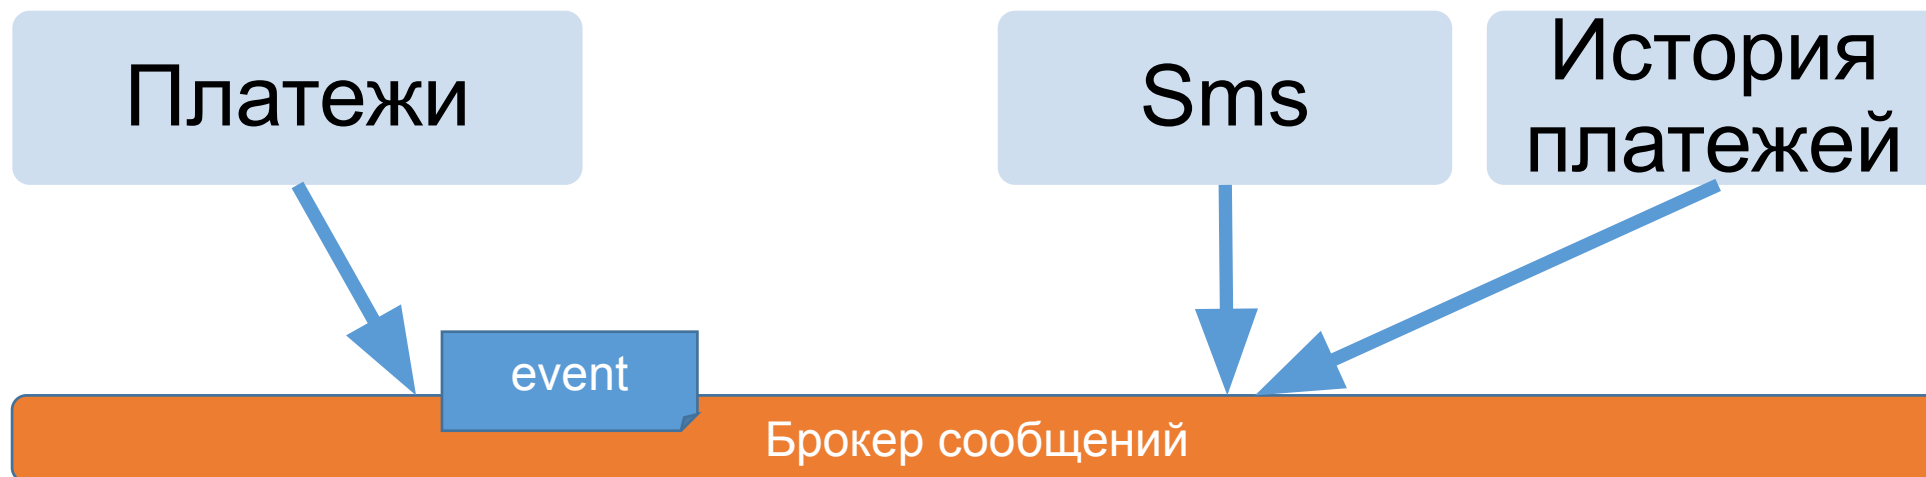 Платежи
Sms
История
платежей
event
Брокер сообщений